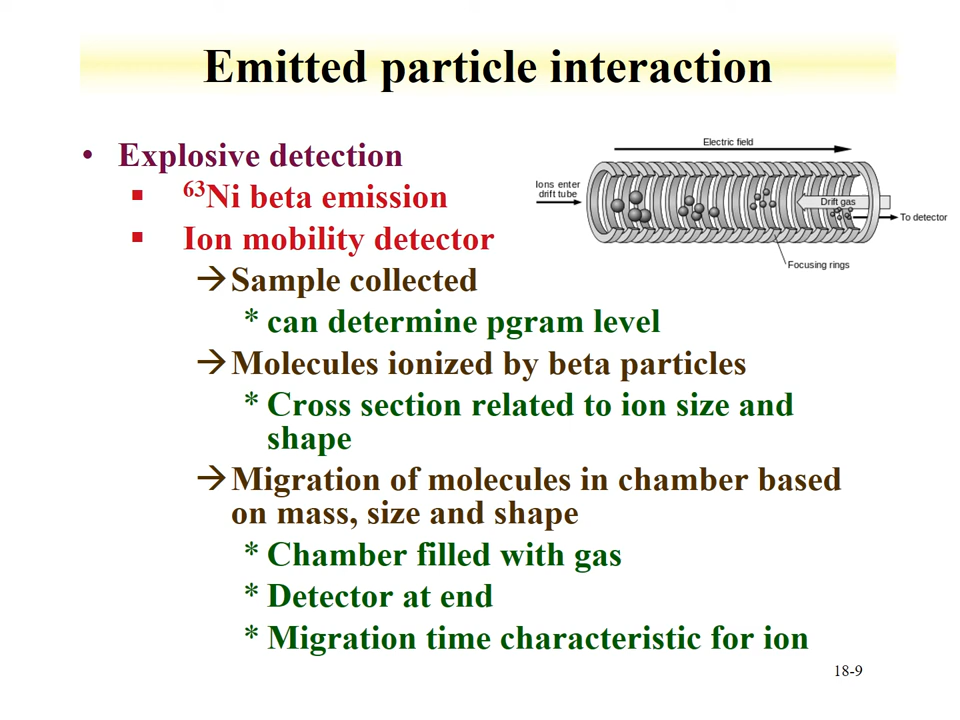 Emitted particle interaction
• Explosive detection
▪ ⁶³Ni beta emission
▪ Ion mobility detector
→Sample collected
* can determine pgram level
→Molecules ionized by beta particles
* Cross section related to ion size and
shape
→Migration of molecules in chamber based
on mass, size and shape
* Chamber filled with gas
* Detector at end
* Migration time characteristic for ion
Electric field
Ions enter
drift tube
Drift gas
To detector
Focusing rings
18-9